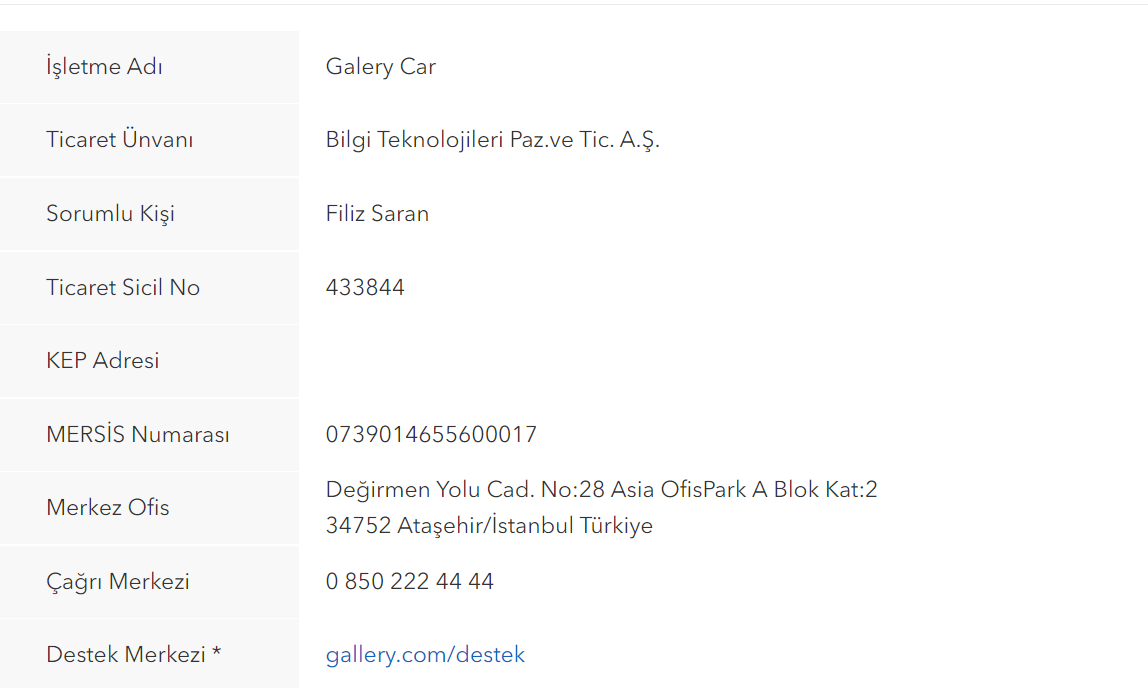 İşletme Adı
Galery Car
Ticaret Ünvanı
Bilgi Teknolojileri Paz.ve Tic. A.Ş.
Sorumlu Kişi
Filiz Saran
Ticaret Sicil No
433844
KEP Adresi
MERSİS Numarası
0739014655600017
Merkez Ofis
Değirmen Yolu Cad. No:28 Asia OfisPark A Blok Kat:2
34752 Ataşehir/İstanbul Türkiye
Çağrı Merkezi
0 850 222 44 44
Destek Merkezi *
gallery.com/destek